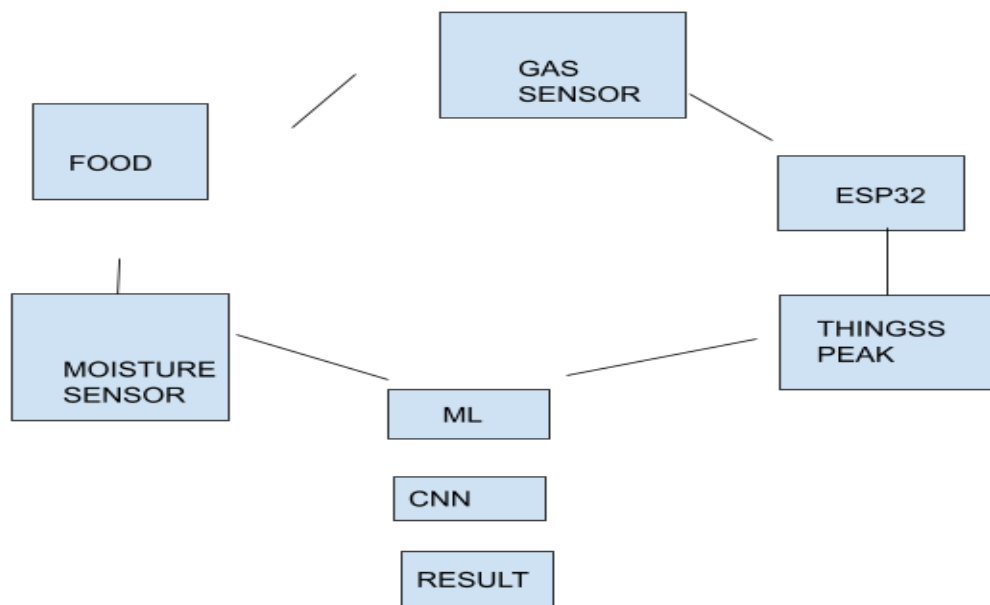 GAS
SENSOR
FOOD
ESP32
MOISTURE
SENSOR
THINGSS
PEAK
ML
CNN
RESULT